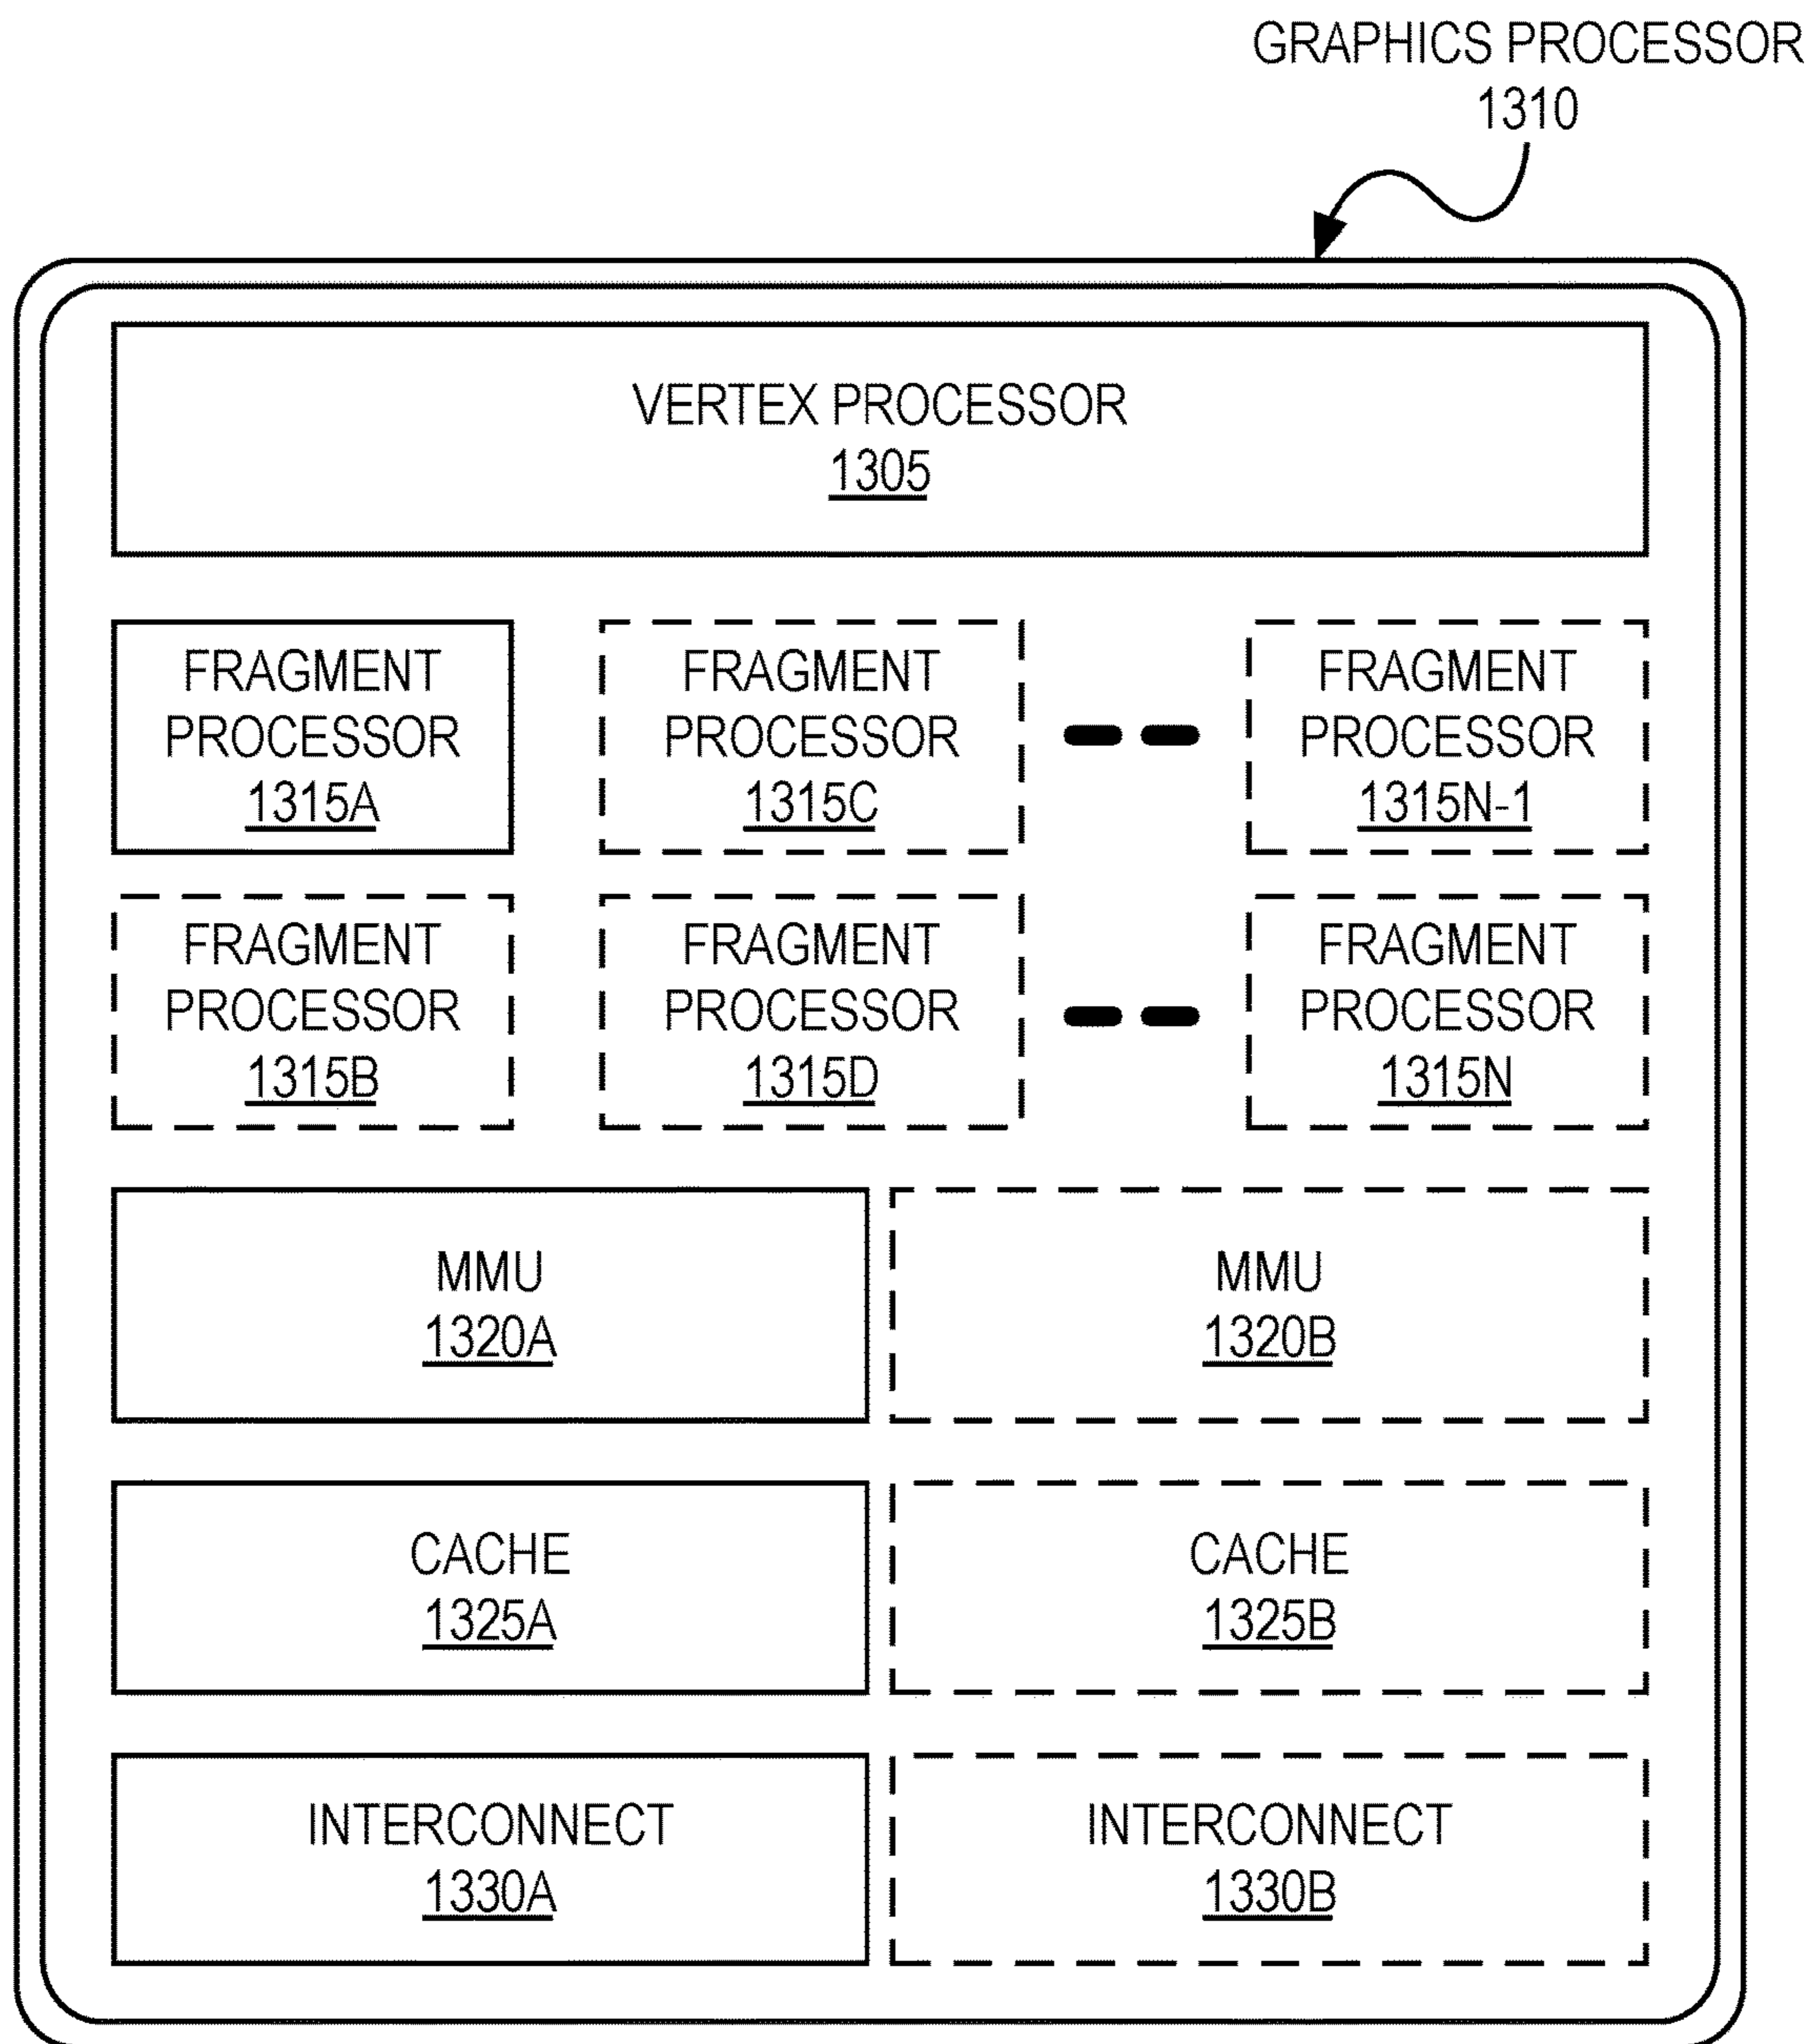 GRAPHICS PROCESSOR
1310
VERTEX PROCESSOR
1305
FRAGMENT
PROCESSOR
1315A
FRAGMENT
PROCESSOR
1315C
FRAGMENT
PROCESSOR
1315N-1
FRAGMENT
PROCESSOR
1315B
FRAGMENT
PROCESSOR
1315D
FRAGMENT
PROCESSOR
1315N
MMU
1320A
MMU
1320B
CACHE
1325A
CACHE
1325B
INTERCONNECT
1330A
INTERCONNECT
1330B